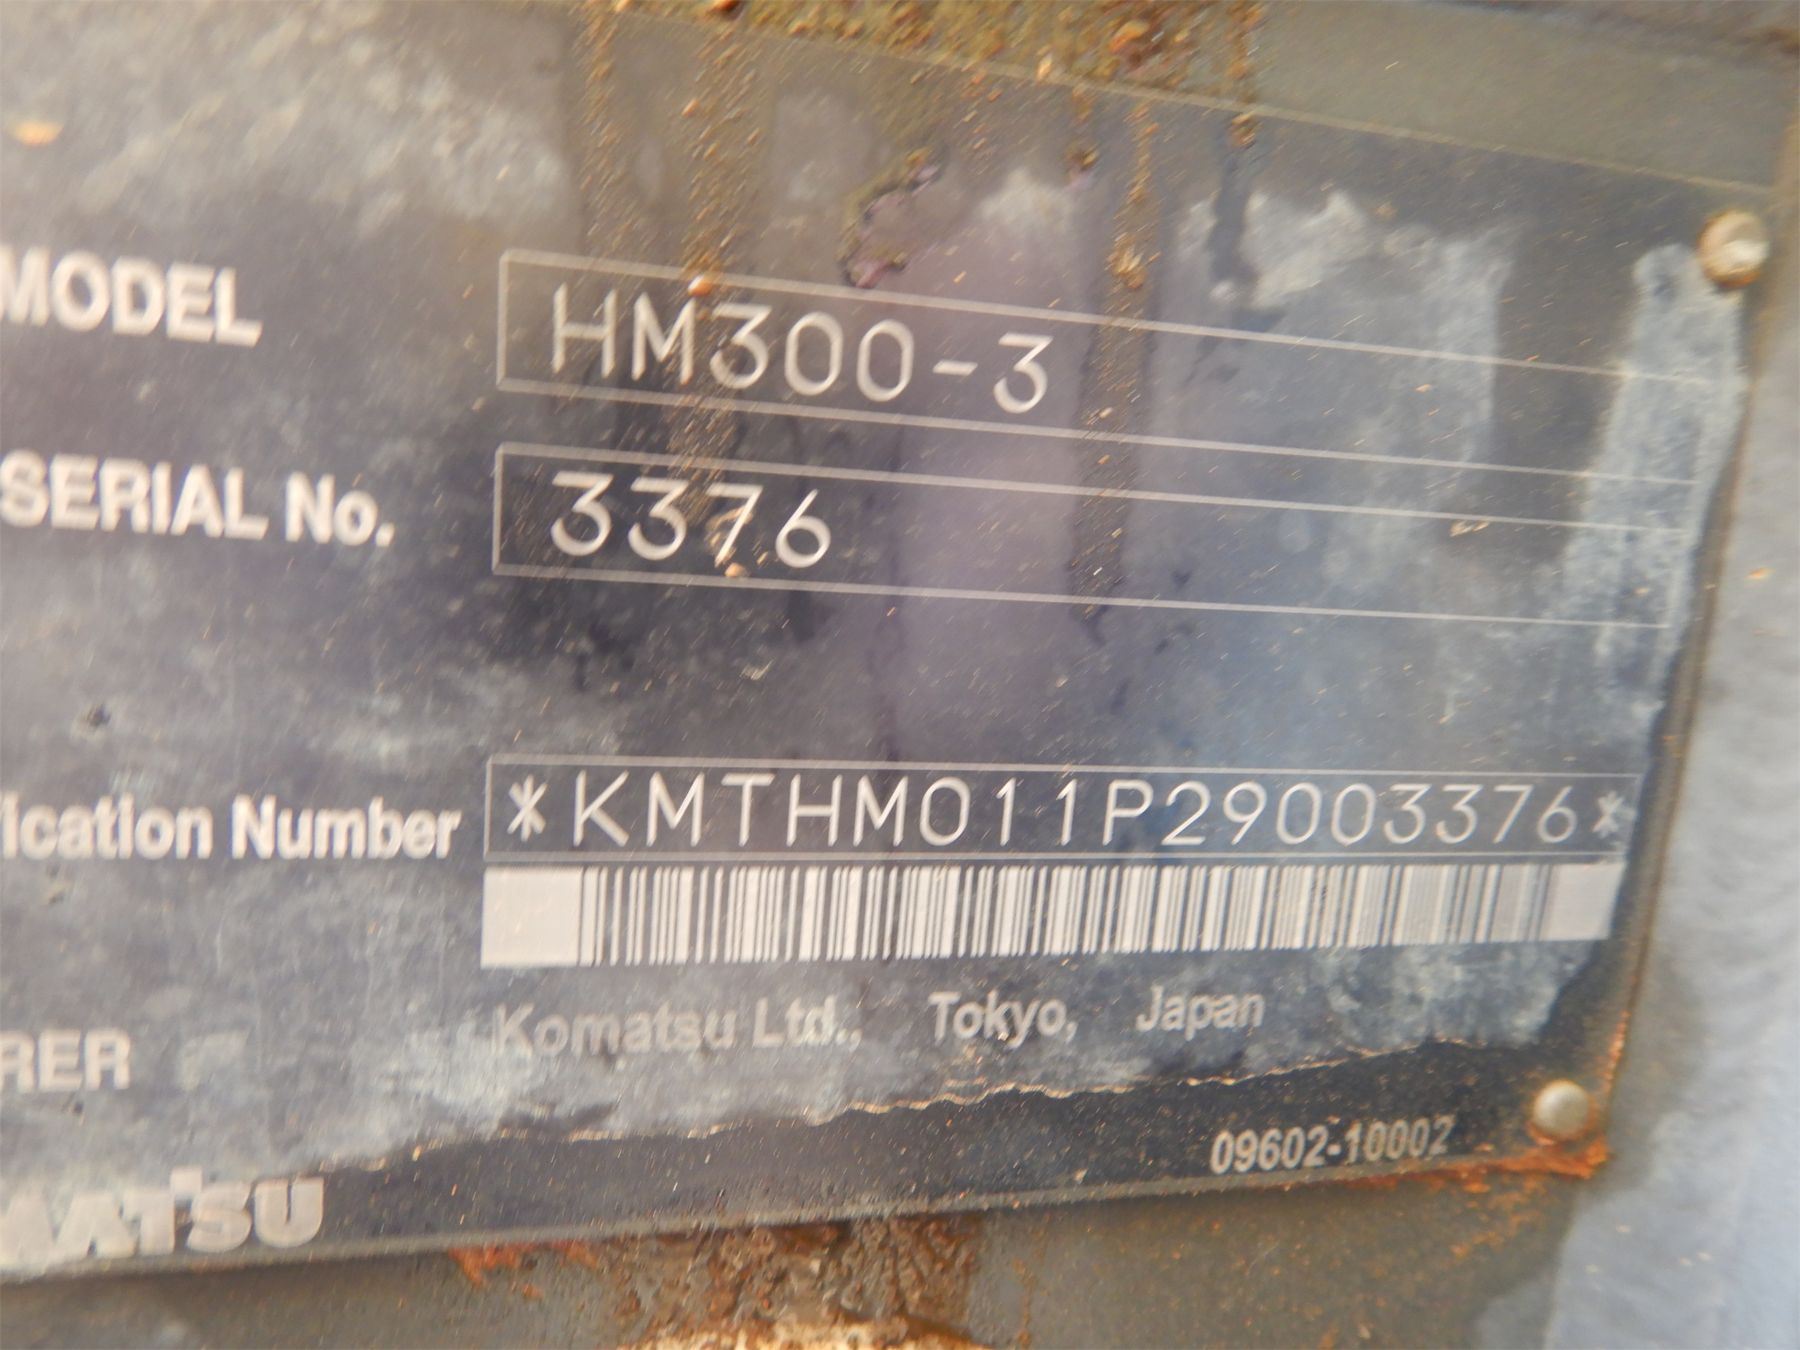 MODEL HM300-3
SERIAL No. 3376
ication Number *KMTHM011P29003376*
RER Komatsu Ltd., Tokyo, Japan
09602-10002
MATSU